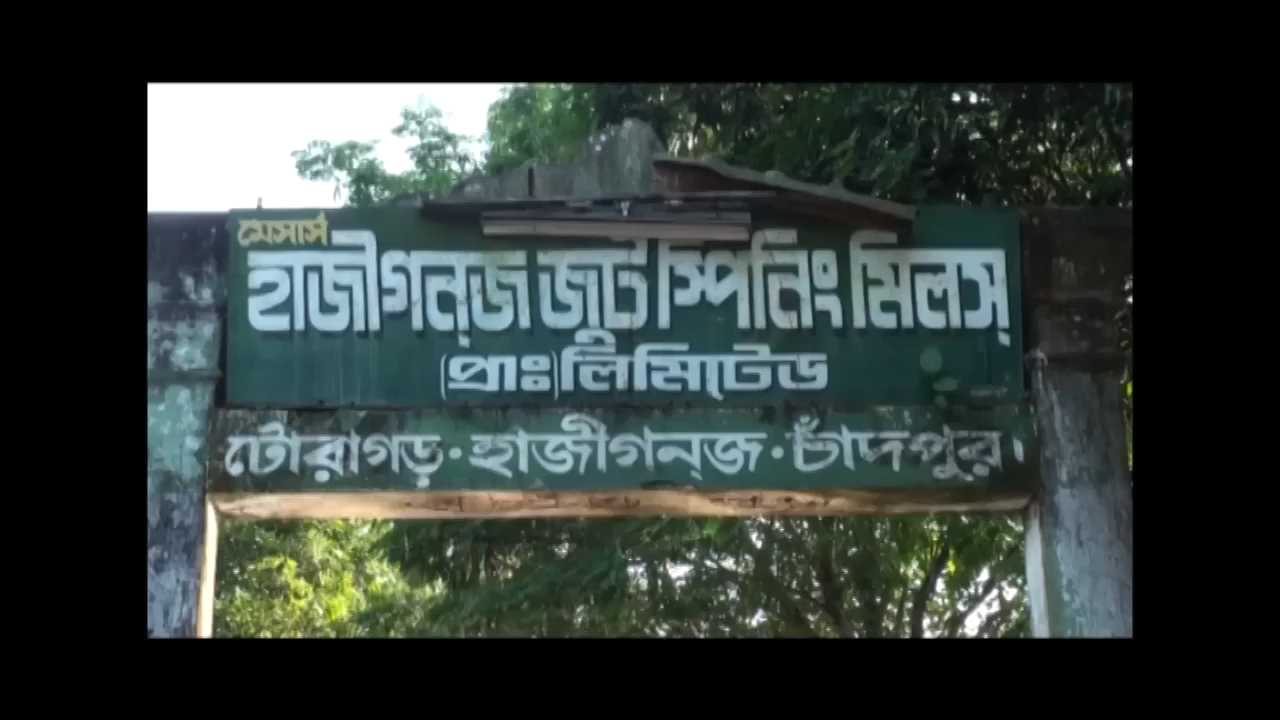 মেসার্স
হাজীগন্‌জ জুট স্পিনিং মিলস্
(প্রাঃ) লিমিটেড
টোরাগড় · হাজীগন্‌জ · চাঁদপুর।